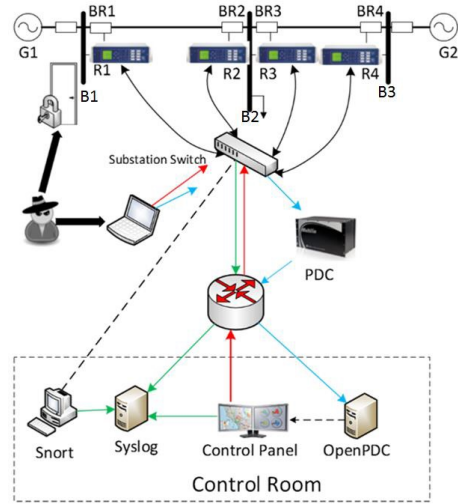 BR1 BR2 BR3 BR4
G1 G2
R1 R2 R3 R4
B1 B2 B3
Substation Switch
PDC
Snort Syslog Control Panel OpenPDC
Control Room